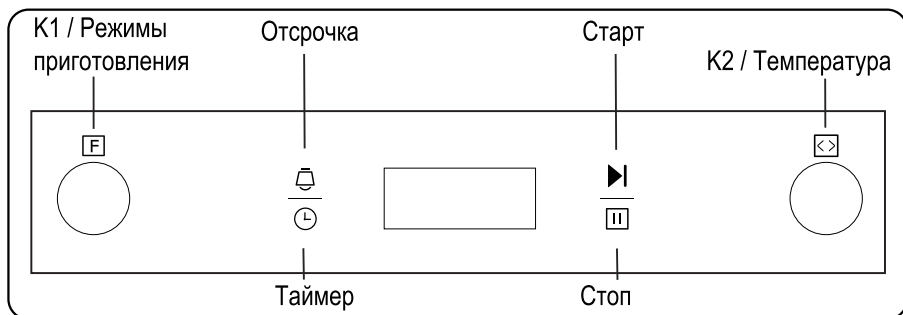 K1 / Режимы
приготовления
Отсрочка
Старт
K2 / Температура
F
Таймер
Стоп